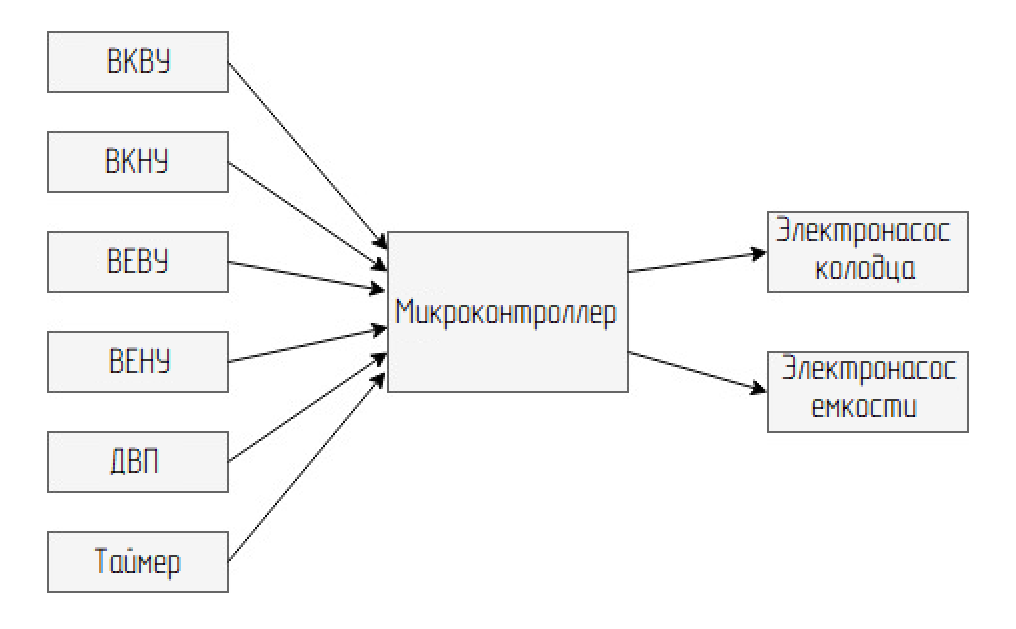 ВКВУ
ВКНУ
ВЕВУ
ВЕНУ
ДВП
Таймер
Микроконтроллер
Электронасос
колодца
Электронасос
емкости